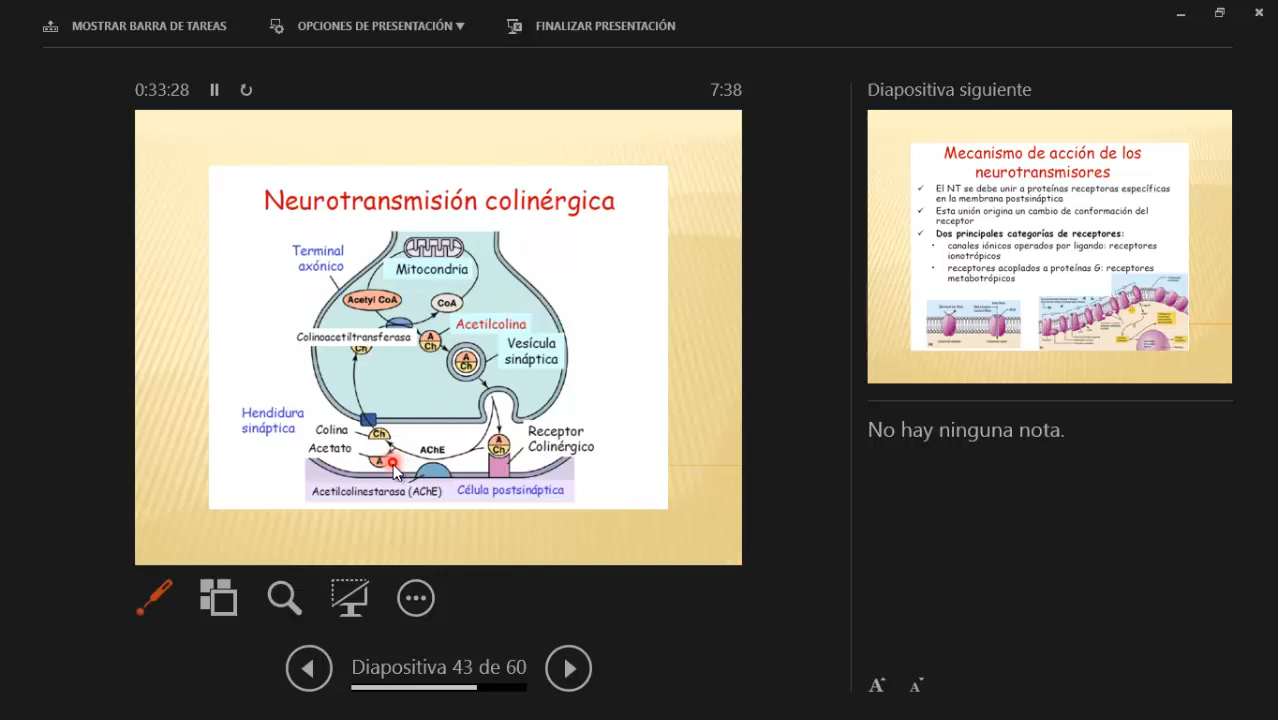 MOSTRAR BARRA DE TAREAS
OPCIONES DE PRESENTACIÓN ▼
FINALIZAR PRESENTACIÓN
0:33:28
7:38
Neurotransmisión colinérgica
Terminal
axónico
Mitocondria
Acetyl CoA
CoA
Acetilcolina
Colinoacetiltransferasa
A
Ch
Ch
Vesícula
sináptica
A
Ch
Hendidura
sináptica
Colina
Ch
Acetato
A
AChE
A
Ch
Receptor
Colinérgico
Acetilcolinestarasa (AChE)
Célula postsináptica
Diapositiva 43 de 60
Diapositiva siguiente
Mecanismo de acción de los
neurotransmisores
✓ El NT se debe unir a proteínas receptoras específicas
en la membrana postsináptica
✓ Esta unión origina un cambio de conformación del
receptor
✓ Dos principales categorías de receptores:
• canales iónicos operados por ligando: receptores
ionotrópicos
• receptores acoplados a proteínas G: receptores
metabotrópicos
No hay ninguna nota.
A A